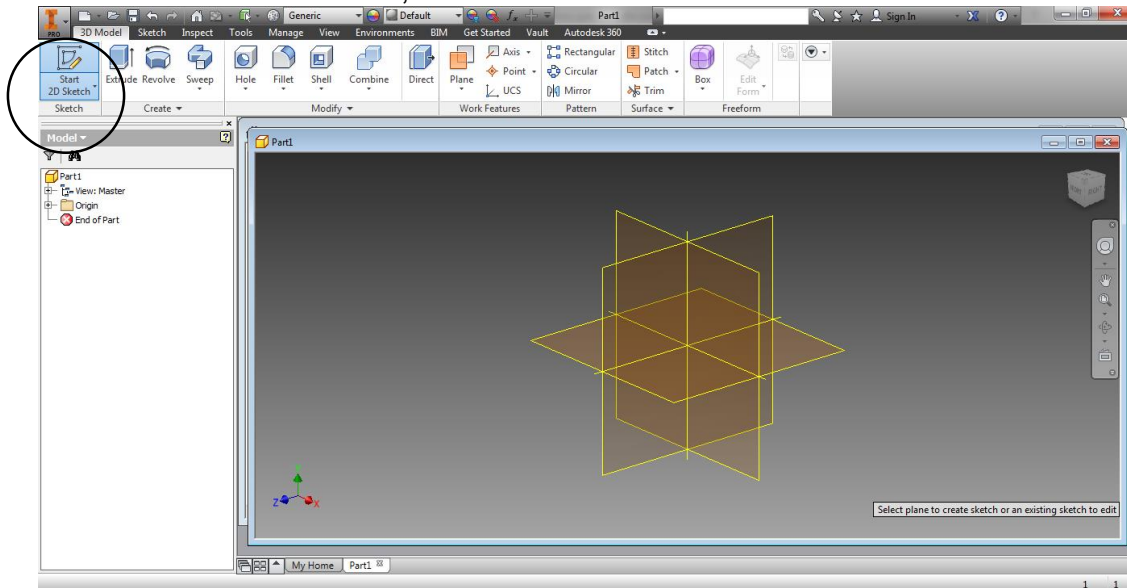 Generic Default Part1 Sign In
PRO 3D Model Sketch Inspect Tools Manage View Environments BIM Get Started Vault Autodesk 360
Start 2D Sketch Extrude Revolve Sweep Hole Fillet Shell Combine Direct Plane Axis Point UCS Rectangular Circular Mirror Stitch Patch Trim Box Edit Form
Sketch Create Modify Work Features Pattern Surface Freeform
Model
Part1
Part1
View: Master
Origin
End of Part
Z X
Select plane to create sketch or an existing sketch to edit
My Home Part1
1 1